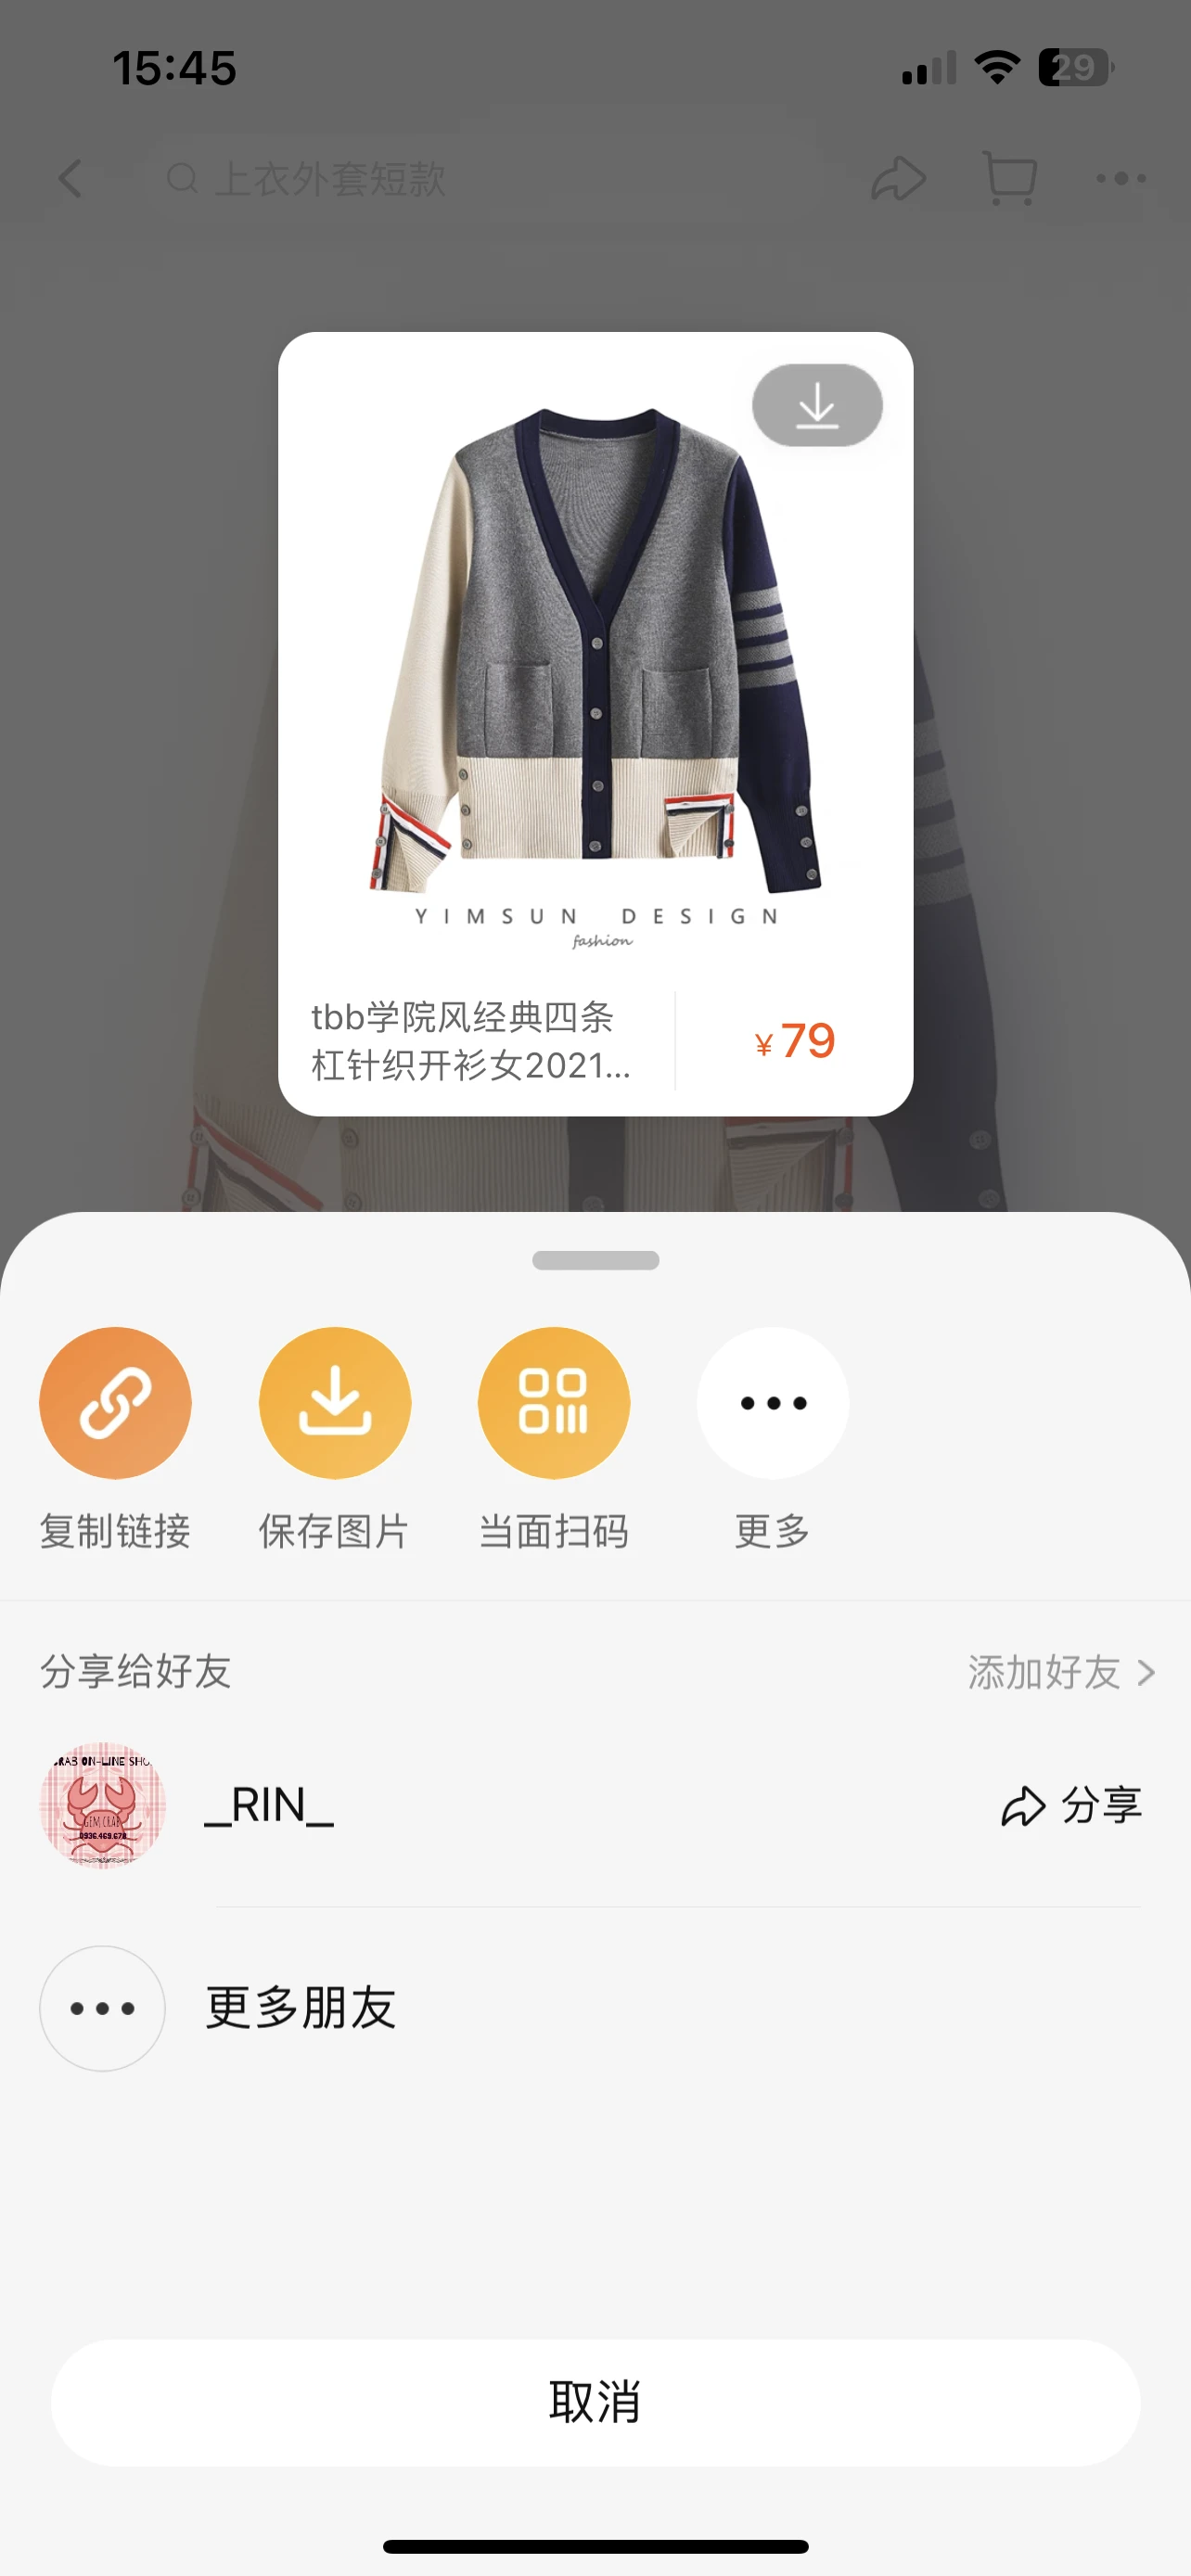 15:45
29
上衣外套短款
YIMSUN DESIGN
fashion
tbb学院风经典四条
杠针织开衫女2021...
¥79
复制链接
保存图片
当面扫码
更多
分享给好友
添加好友
CRAB ON-LINE SHO
GEM CRAB
0936.469.678
_RIN_
分享
更多朋友
取消